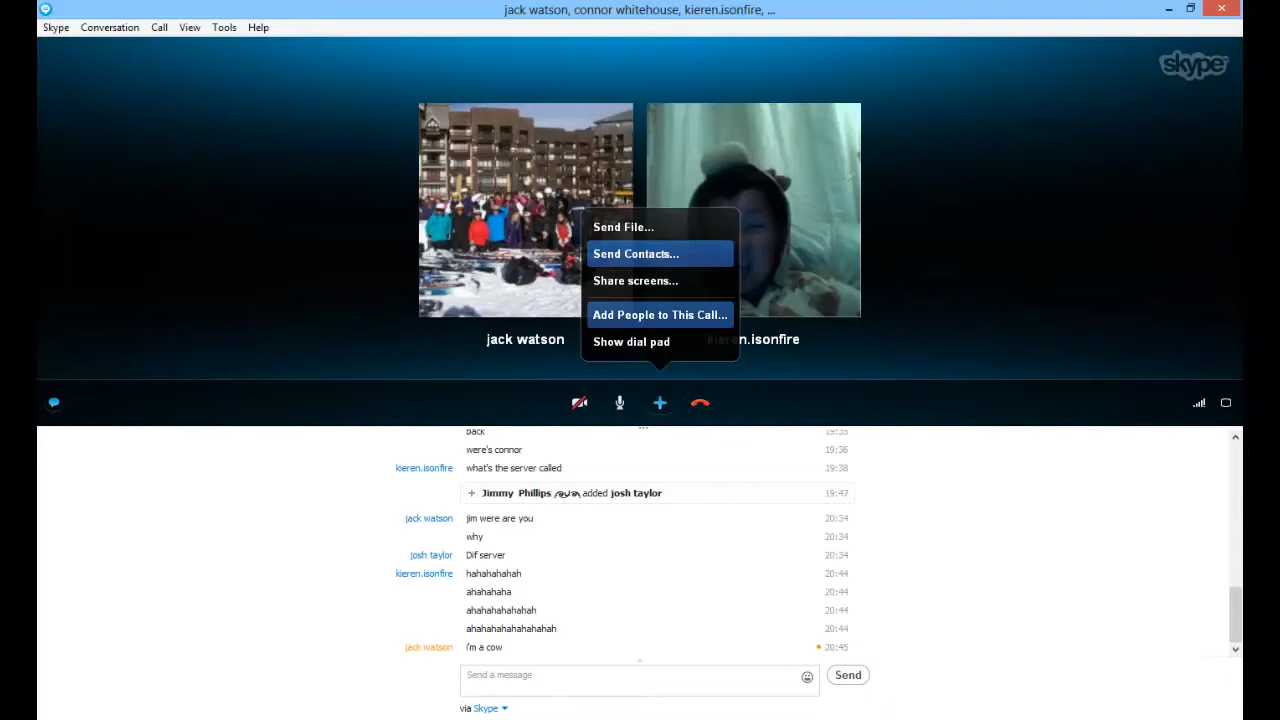 jack watson, connor whitehouse, kieren.isonfire, ...
Skype Conversation Call View Tools Help
skype
Send File...
Send Contacts...
Share screens...
Add People to This Call...
Show dial pad
jack watson
kieren.isonfire
back 19:35
were's connor 19:36
kieren.isonfire what's the server called 19:38
+ Jimmy Phillips added josh taylor 19:47
jack watson jim were are you 20:34
why 20:34
josh taylor Dif server 20:34
kieren.isonfire hahahahahah 20:44
ahahahaha 20:44
ahahahahahahah 20:44
ahahahahahahahahah 20:44
jack watson i'm a cow 20:45
Send a message
Send
via Skype